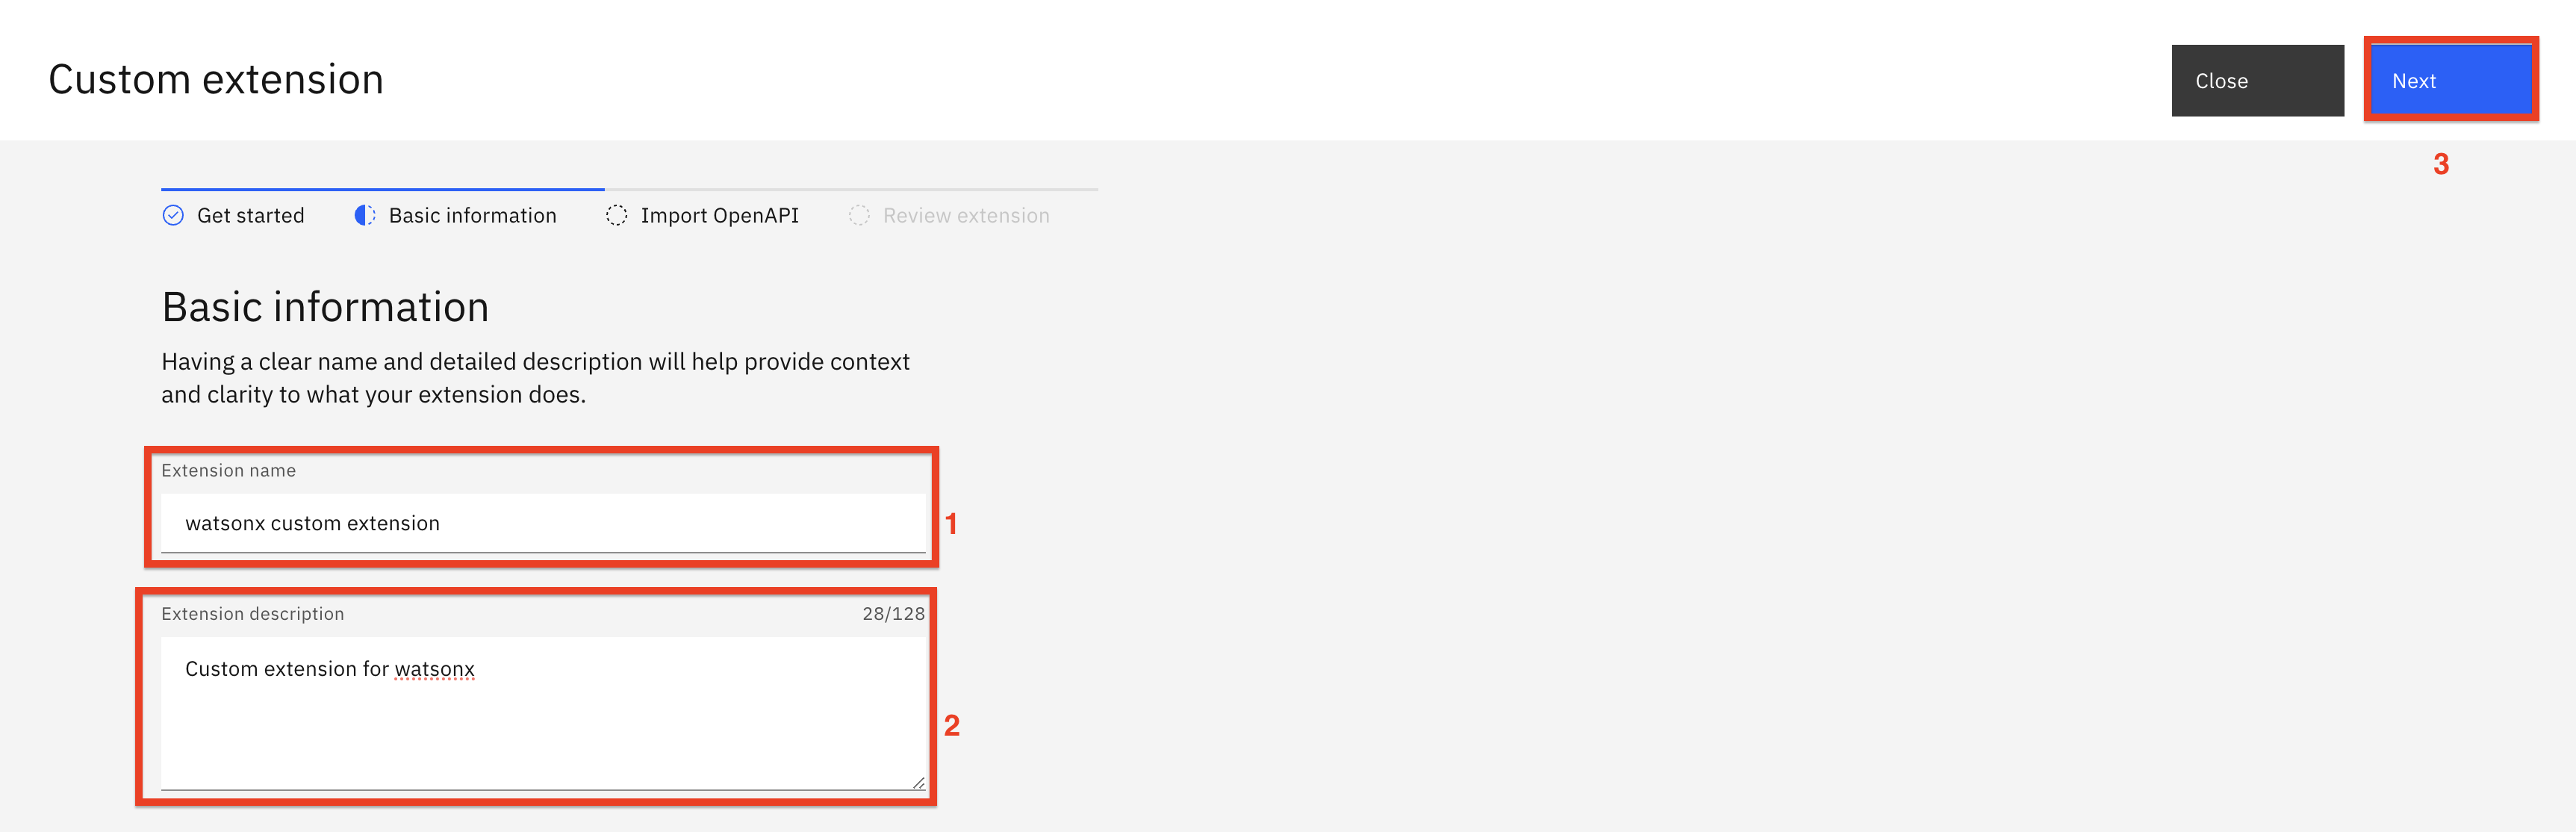 Custom extension
Close
Next
3
Get started
Basic information
Import OpenAPI
Review extension
Basic information
Having a clear name and detailed description will help provide context
and clarity to what your extension does.
Extension name
watsonx custom extension
1
Extension description
28/128
Custom extension for watsonx
2